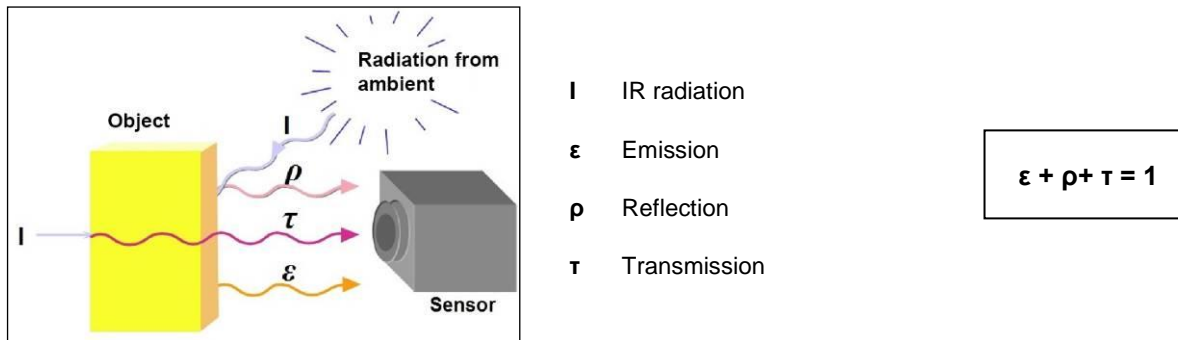 Radiation from
ambient
Object
I
ρ
I
τ
ε
Sensor
I IR radiation
ε Emission
ρ Reflection
τ Transmission
ε + ρ+ τ = 1